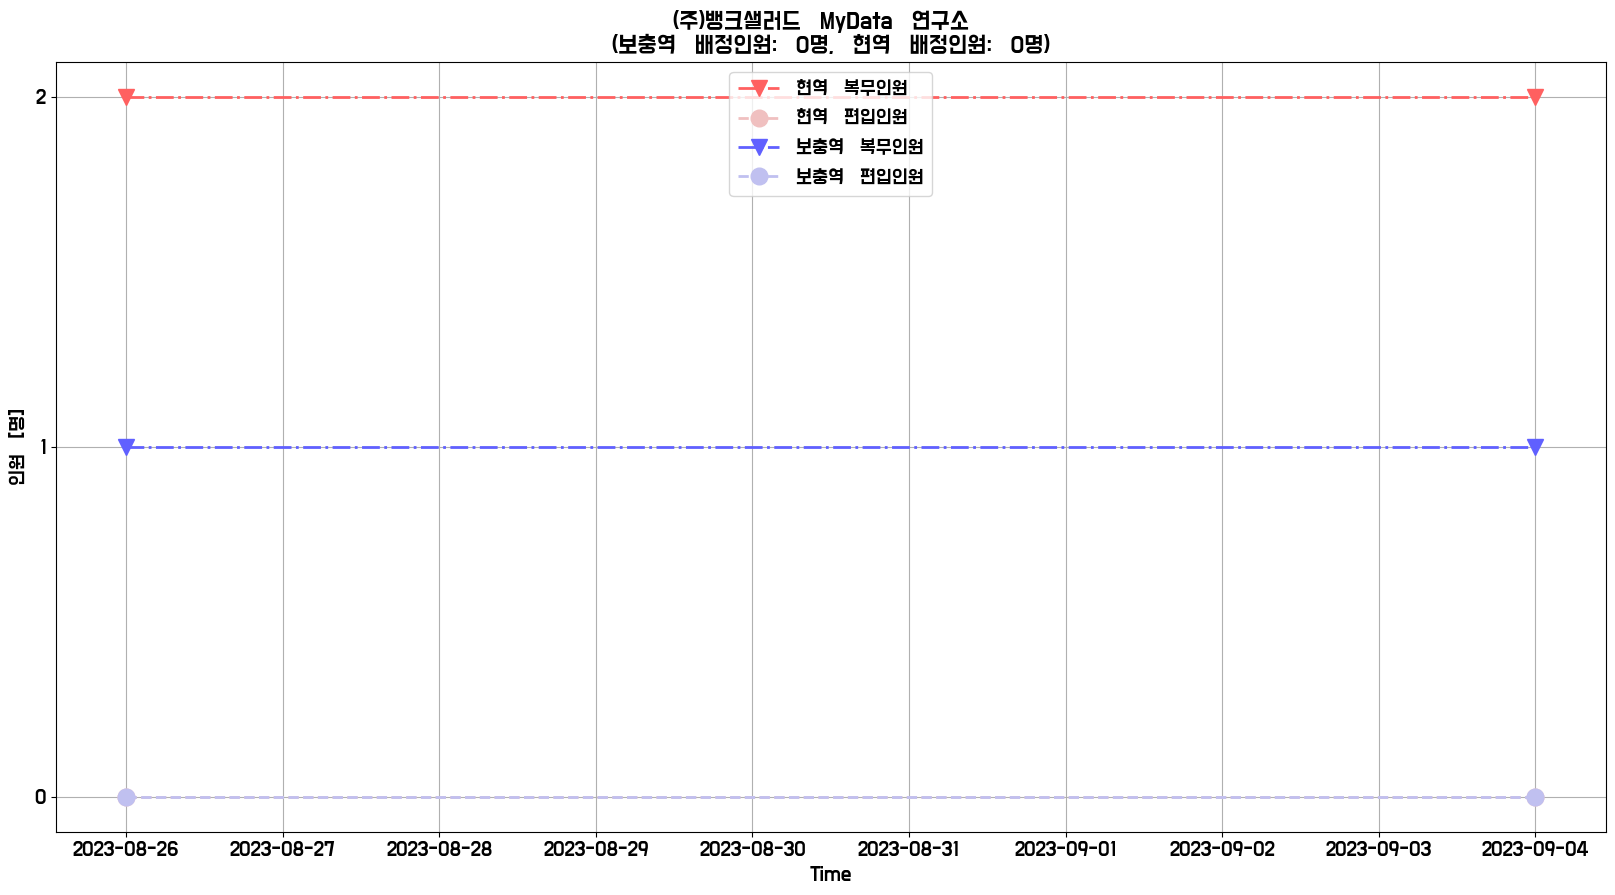 (주)뱅크샐러드 MyData 연구소
(보충역 배정인원: 0명, 현역 배정인원: 0명)
현역 복무인원
현역 편입인원
보충역 복무인원
보충역 편입인원
2
1
0
인원 [명]
2023-08-26 2023-08-27 2023-08-28 2023-08-29 2023-08-30 2023-08-31 2023-09-01 2023-09-02 2023-09-03 2023-09-04
Time